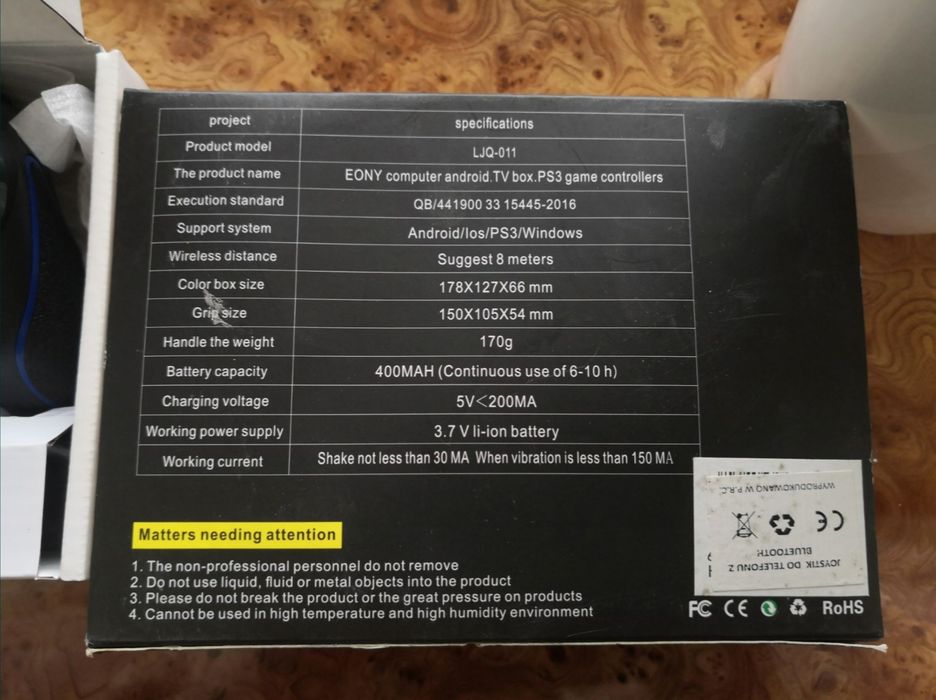 project specifications
Product model LJQ-011
The product name EONY computer android.TV box.PS3 game controllers
Execution standard QB/441900 33 15445-2016
Support system Android/Ios/PS3/Windows
Wireless distance Suggest 8 meters
Color box size 178X127X66 mm
Grip size 150X105X54 mm
Handle the weight 170g
Battery capacity 400MAH (Continuous use of 6-10 h)
Charging voltage 5V<200MA
Working power supply 3.7 V li-ion battery
Working current Shake not less than 30 MA When vibration is less than 150 MA
Matters needing attention
1. The non-professional personnel do not remove
2. Do not use liquid, fluid or metal objects into the product
3. Please do not break the product or the great pressure on products
4. Cannot be used in high temperature and high humidity environment
JOYSTIK DO TELEFONU Z
BLUETOOTH
CE
WYPRODUKOWANO W P.R.C.
FC CE RoHS